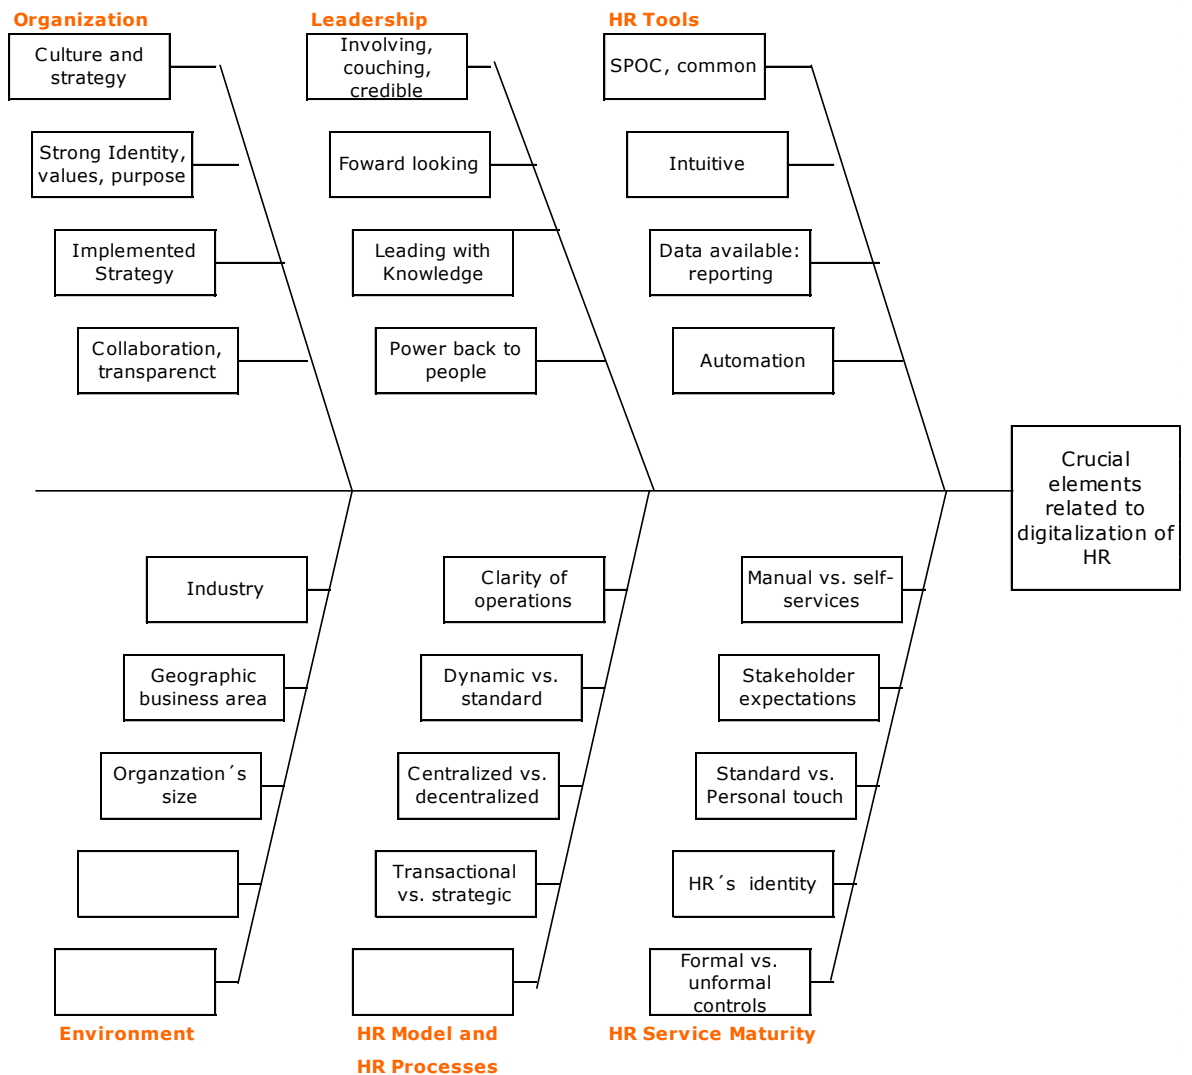 Organization
Leadership
HR Tools
Culture and
strategy
Involving,
couching,
credible
SPOC, common
Strong Identity,
values, purpose
Foward looking
Intuitive
Implemented
Strategy
Leading with
Knowledge
Data available:
reporting
Collaboration,
transparenct
Power back to
people
Automation
Crucial
elements
related to
digitalization of
HR
Industry
Clarity of
operations
Manual vs. self-
services
Geographic
business area
Dynamic vs.
standard
Stakeholder
expectations
Organzation´s
size
Centralized vs.
decentralized
Standard vs.
Personal touch
Transactional
vs. strategic
HR´s identity
Formal vs.
unformal
controls
Environment
HR Model and
HR Processes
HR Service Maturity